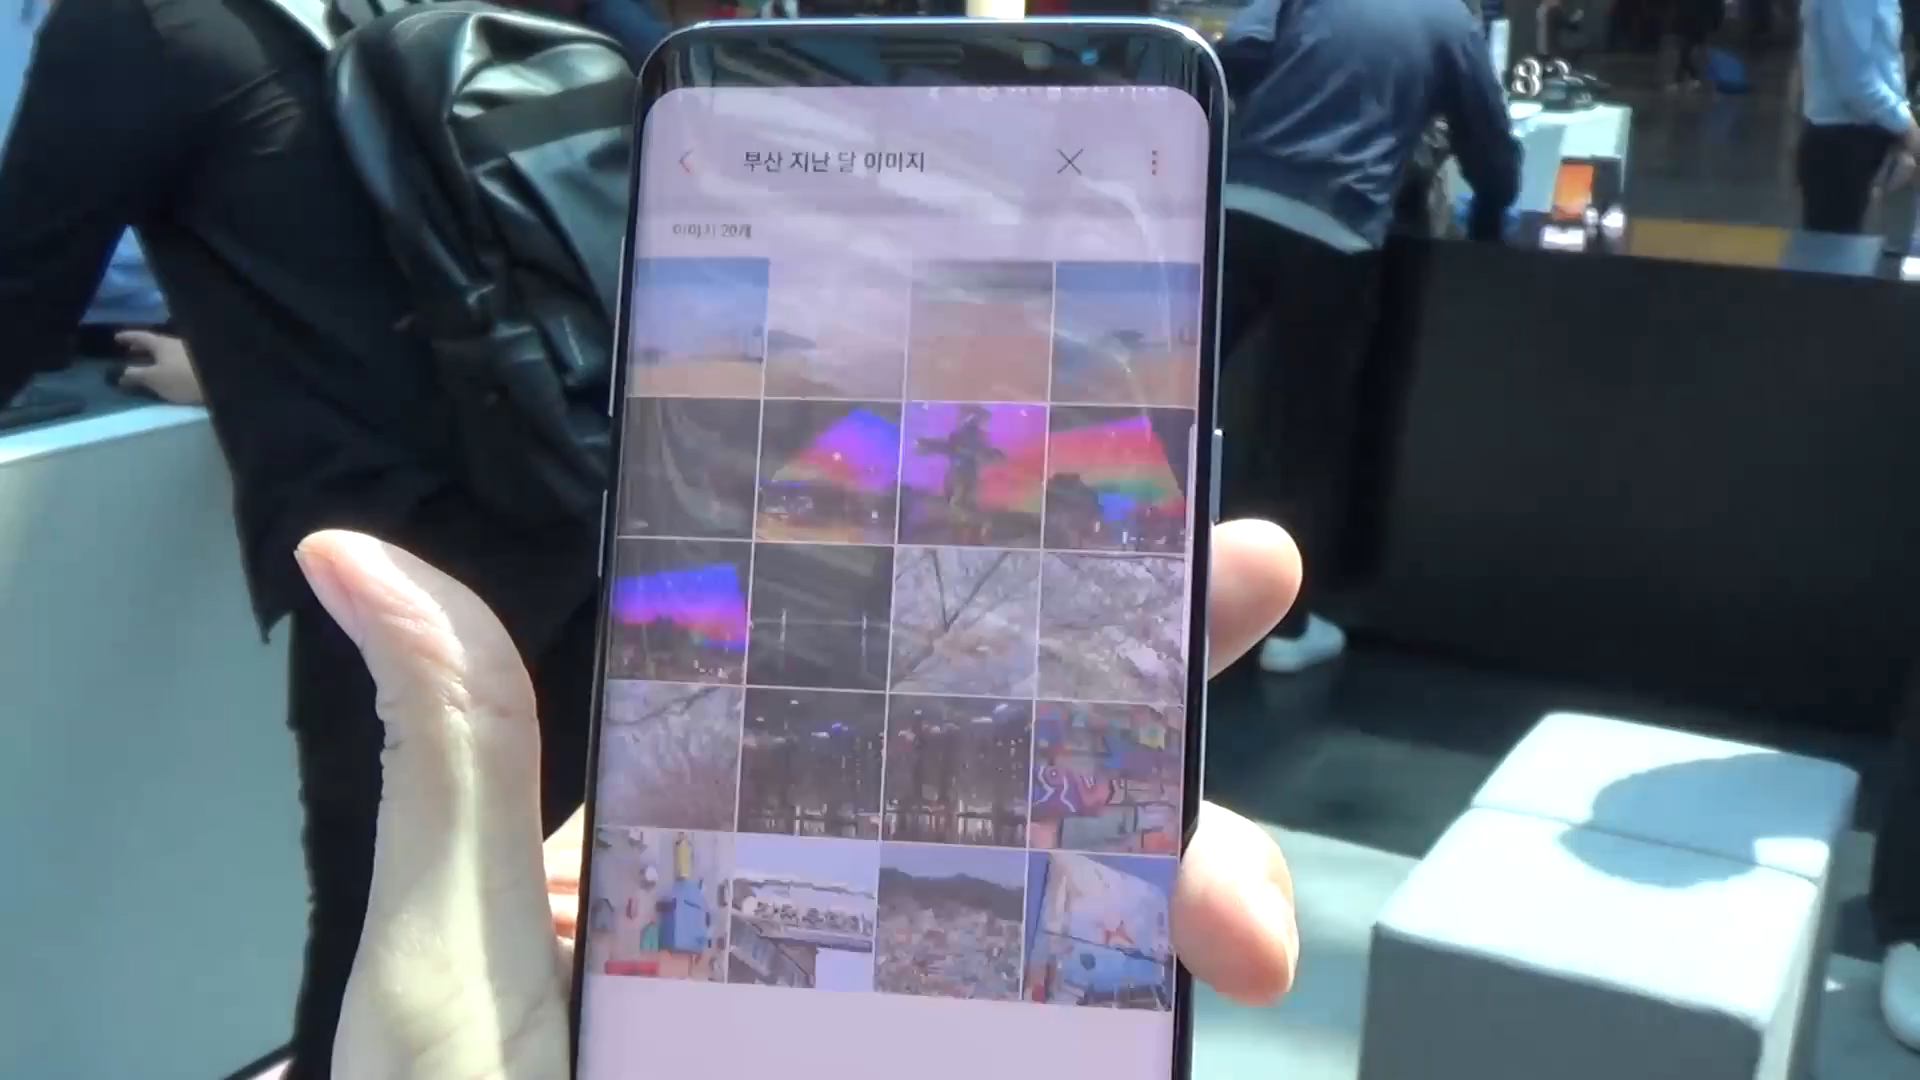 부산 지난 달 이미지
이미지 20개